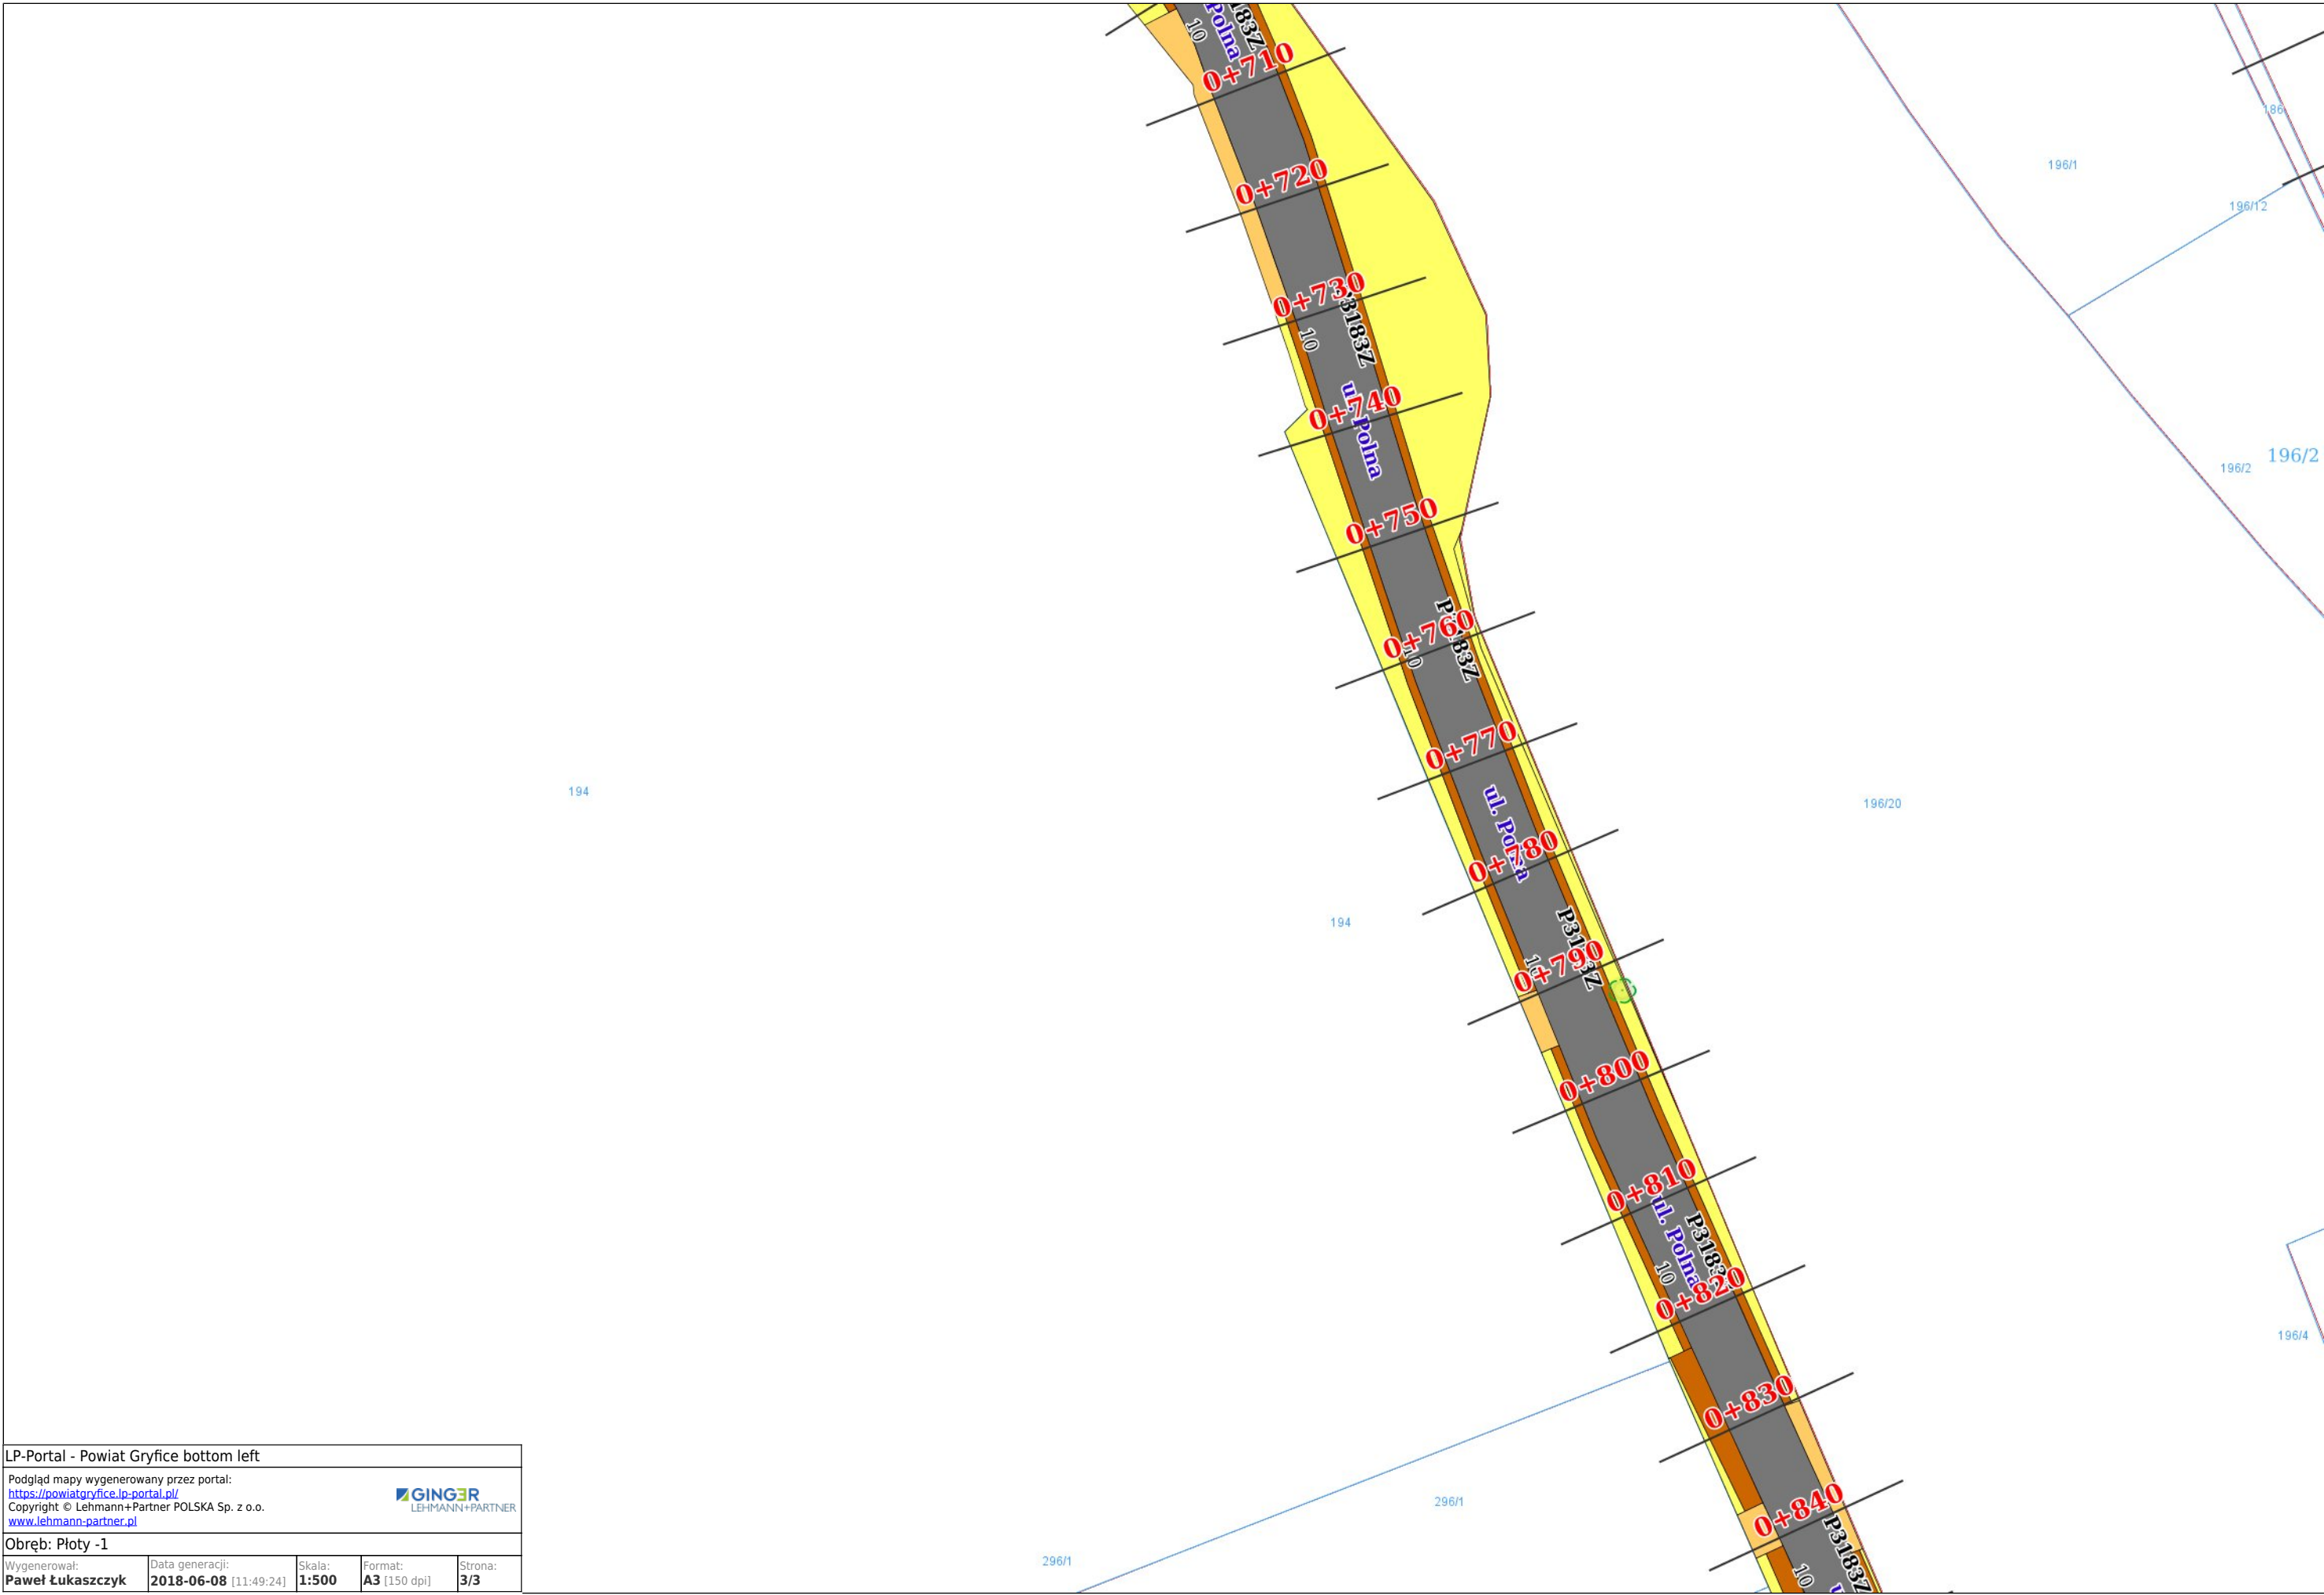 10
Polna
183Z
0+710
186
196/1
0+720
196/12
0+730
P3183Z
10
0+740
ul. Polna
196/2
196/2
0+750
0+760
10
0+770
194
ul. Polna
196/20
0+780
194
P3183Z
0+790
10
0+800
0+810
ul. Polna
P3183Z
10
0+820
196/4
0+830
0+840
296/1
P3183Z
296/1
10
LP-Portal - Powiat Gryfice bottom left
Podgląd mapy wygenerowany przez portal:
https://powiatgryfice.lp-portal.pl/
Copyright © Lehmann+Partner POLSKA Sp. z o.o.
www.lehmann-partner.pl
GINGER
LEHMANN+PARTNER
Obręb: Płoty -1
Wygenerował: Data generacji: Skala: Format: Strona:
Paweł Łukaszczyk 2018-06-08 [11:49:24] 1:500 A3 [150 dpi] 3/3